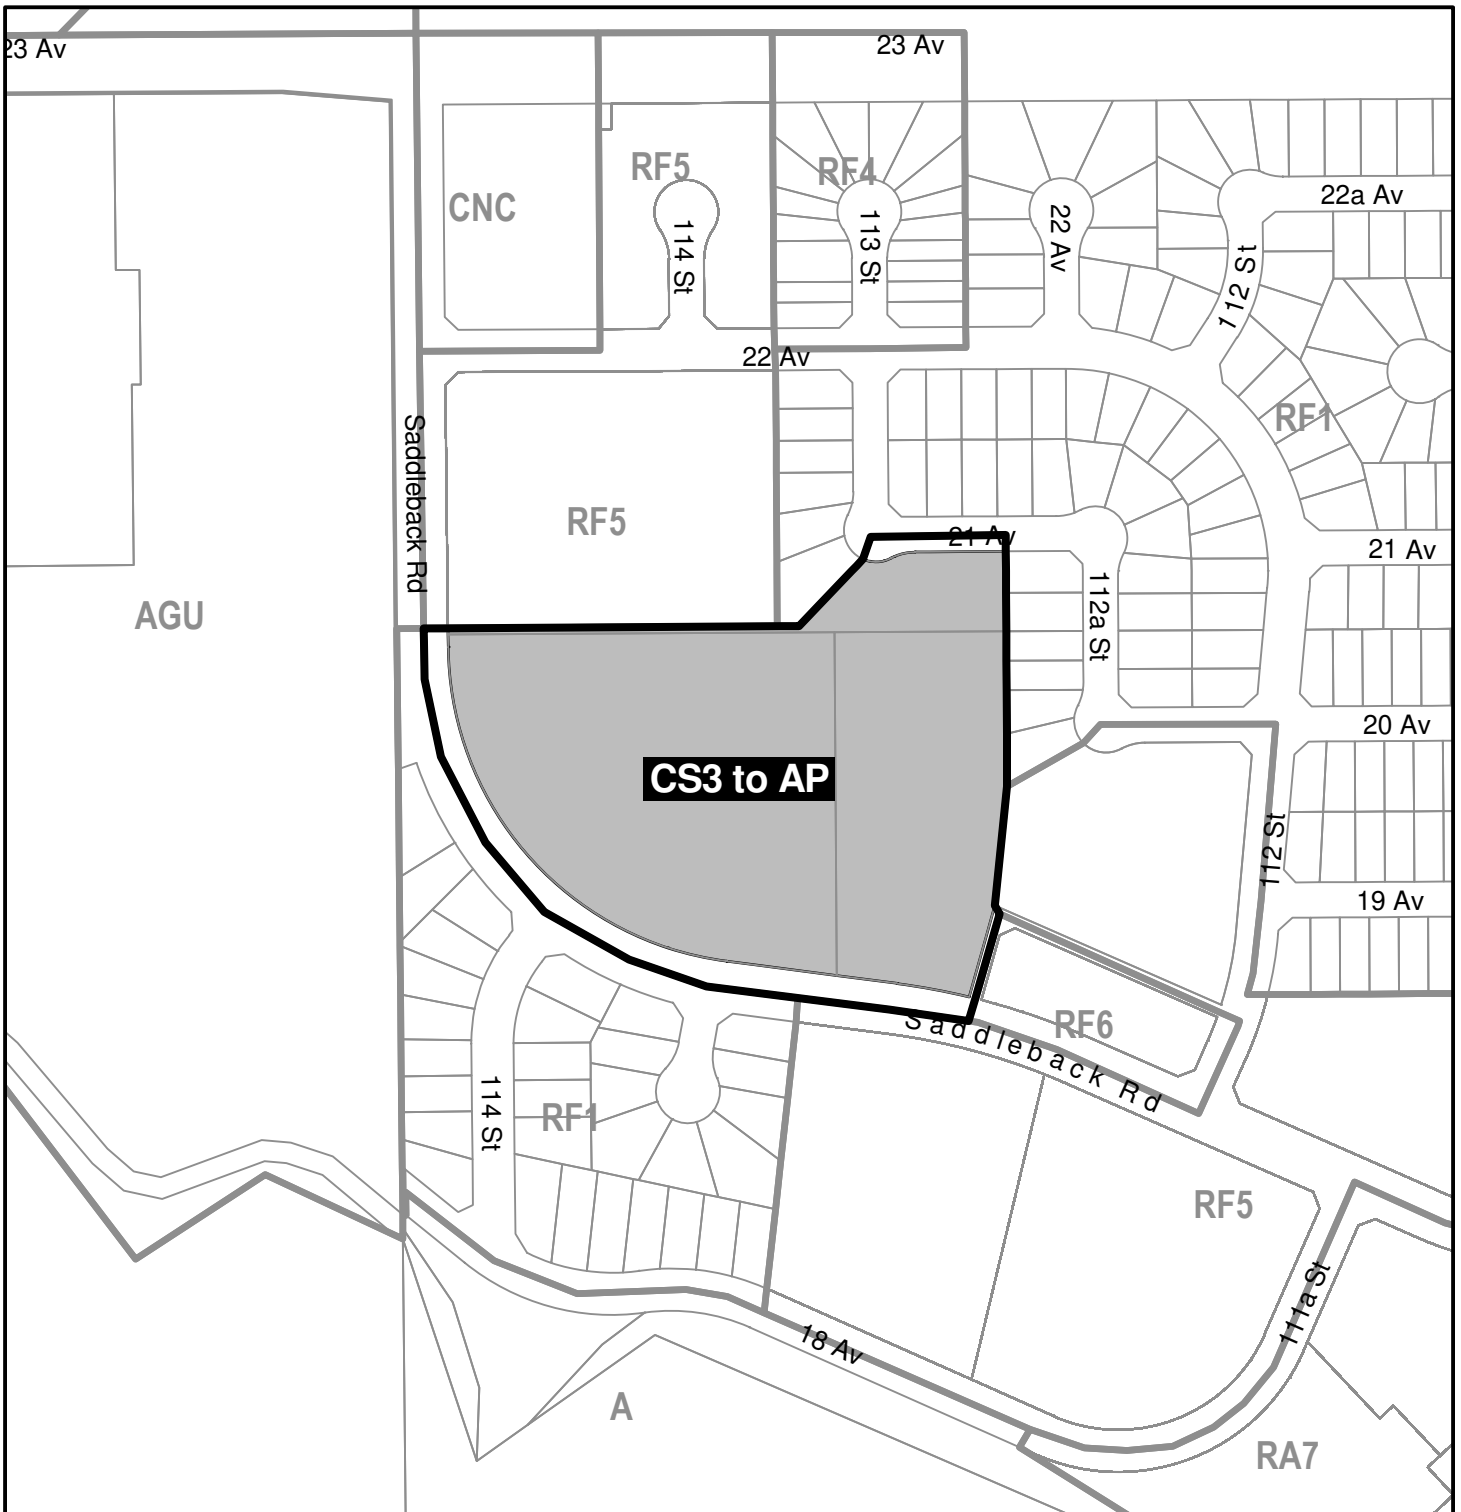 23 Av
23 Av
RF5
RF4
CNC
22a Av
114 St
113 St
22 Av
112 St
22 Av
RF1
Saddleback Rd
RF5
21 Av
21 Av
AGU
112a St
20 Av
CS3 to AP
112 St
19 Av
RF6
Saddleback Rd
114 St
RF1
RF5
111a St
18 Av
A
RA7